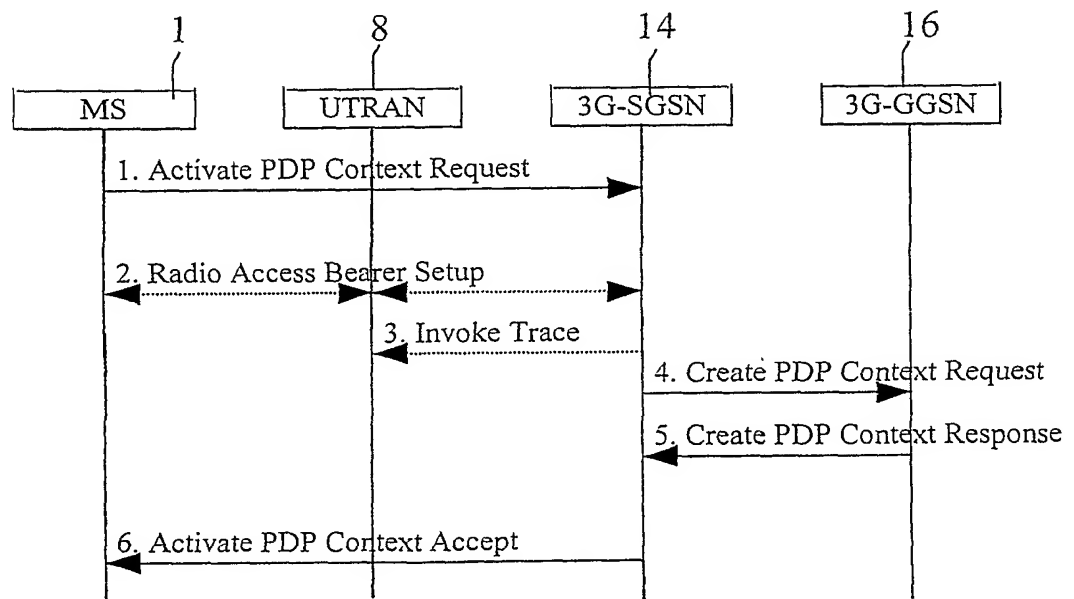 1 8 14 16
MS UTRAN 3G-SGSN 3G-GGSN
1. Activate PDP Context Request
2. Radio Access Bearer Setup
3. Invoke Trace
4. Create PDP Context Request
5. Create PDP Context Response
6. Activate PDP Context Accept